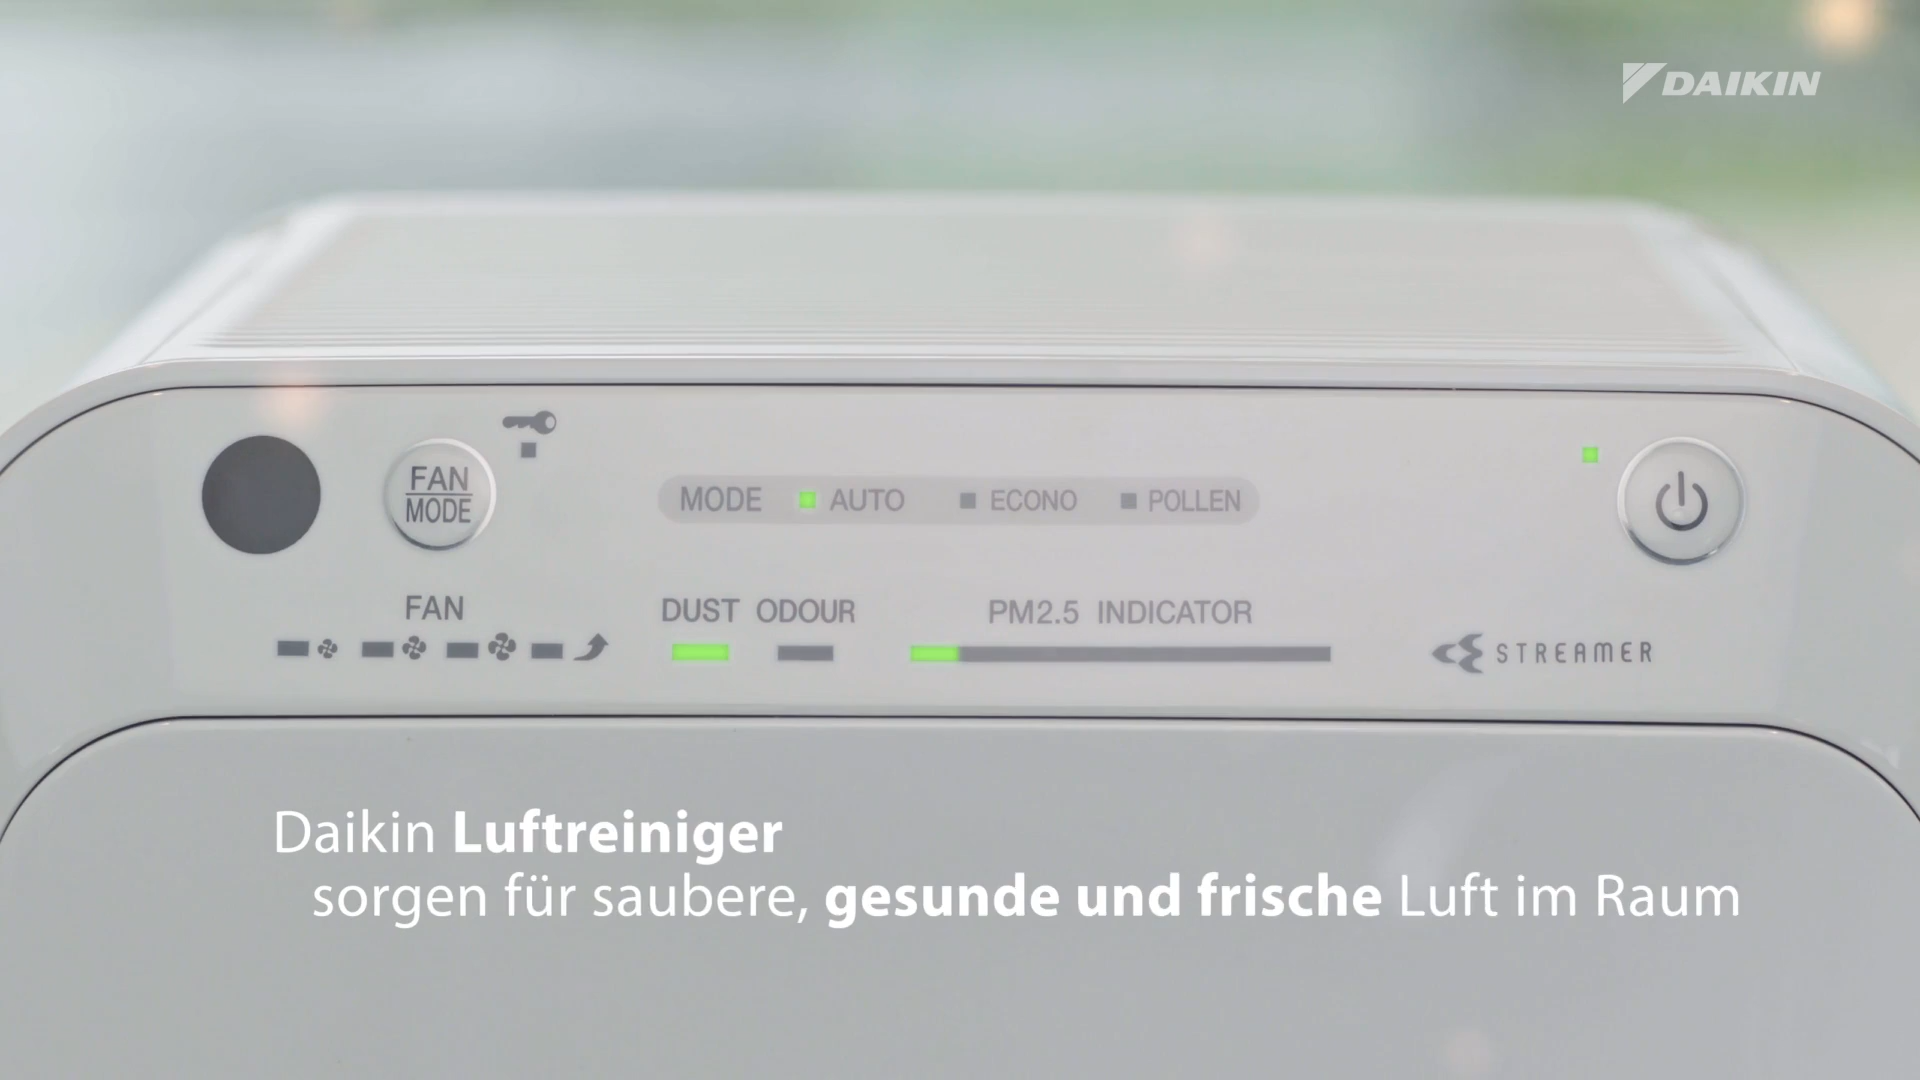 DAIKIN
FAN
MODE
MODE AUTO ECONO POLLEN
FAN
DUST ODOUR
PM2.5 INDICATOR
STREAMER
Daikin Luftreiniger
sorgen für saubere, gesunde und frische Luft im Raum